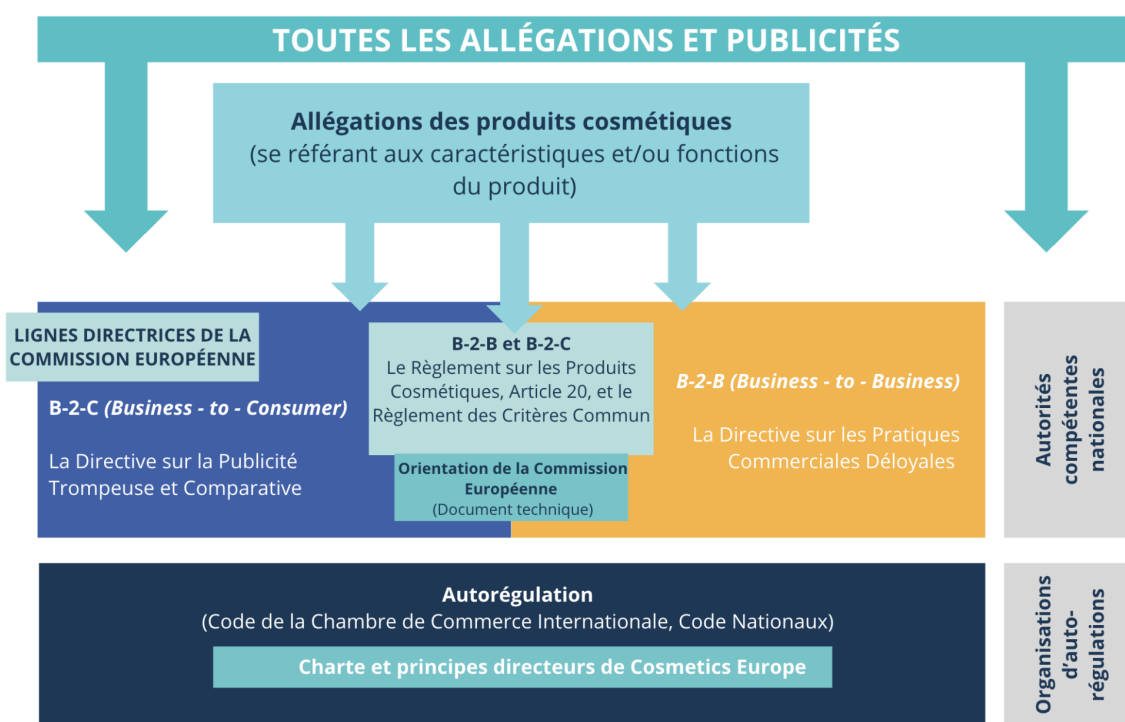 TOUTES LES ALLÉGATIONS ET PUBLICITÉS
Allégations des produits cosmétiques
(se référant aux caractéristiques et/ou fonctions
du produit)
LIGNES DIRECTRICES DE LA
COMMISSION EUROPÉENNE
B-2-C (Business - to - Consumer)
La Directive sur la Publicité
Trompeuse et Comparative
B-2-B et B-2-C
Le Règlement sur les Produits
Cosmétiques, Article 20, et le
Règlement des Critères Commun
Orientation de la Commission
Européenne
(Document technique)
B-2-B (Business - to - Business)
La Directive sur les Pratiques
Commerciales Déloyales
Autorités
compétentes
nationales
Autorégulation
(Code de la Chambre de Commerce Internationale, Code Nationaux)
Charte et principes directeurs de Cosmetics Europe
Organisations
d'auto-
régulations